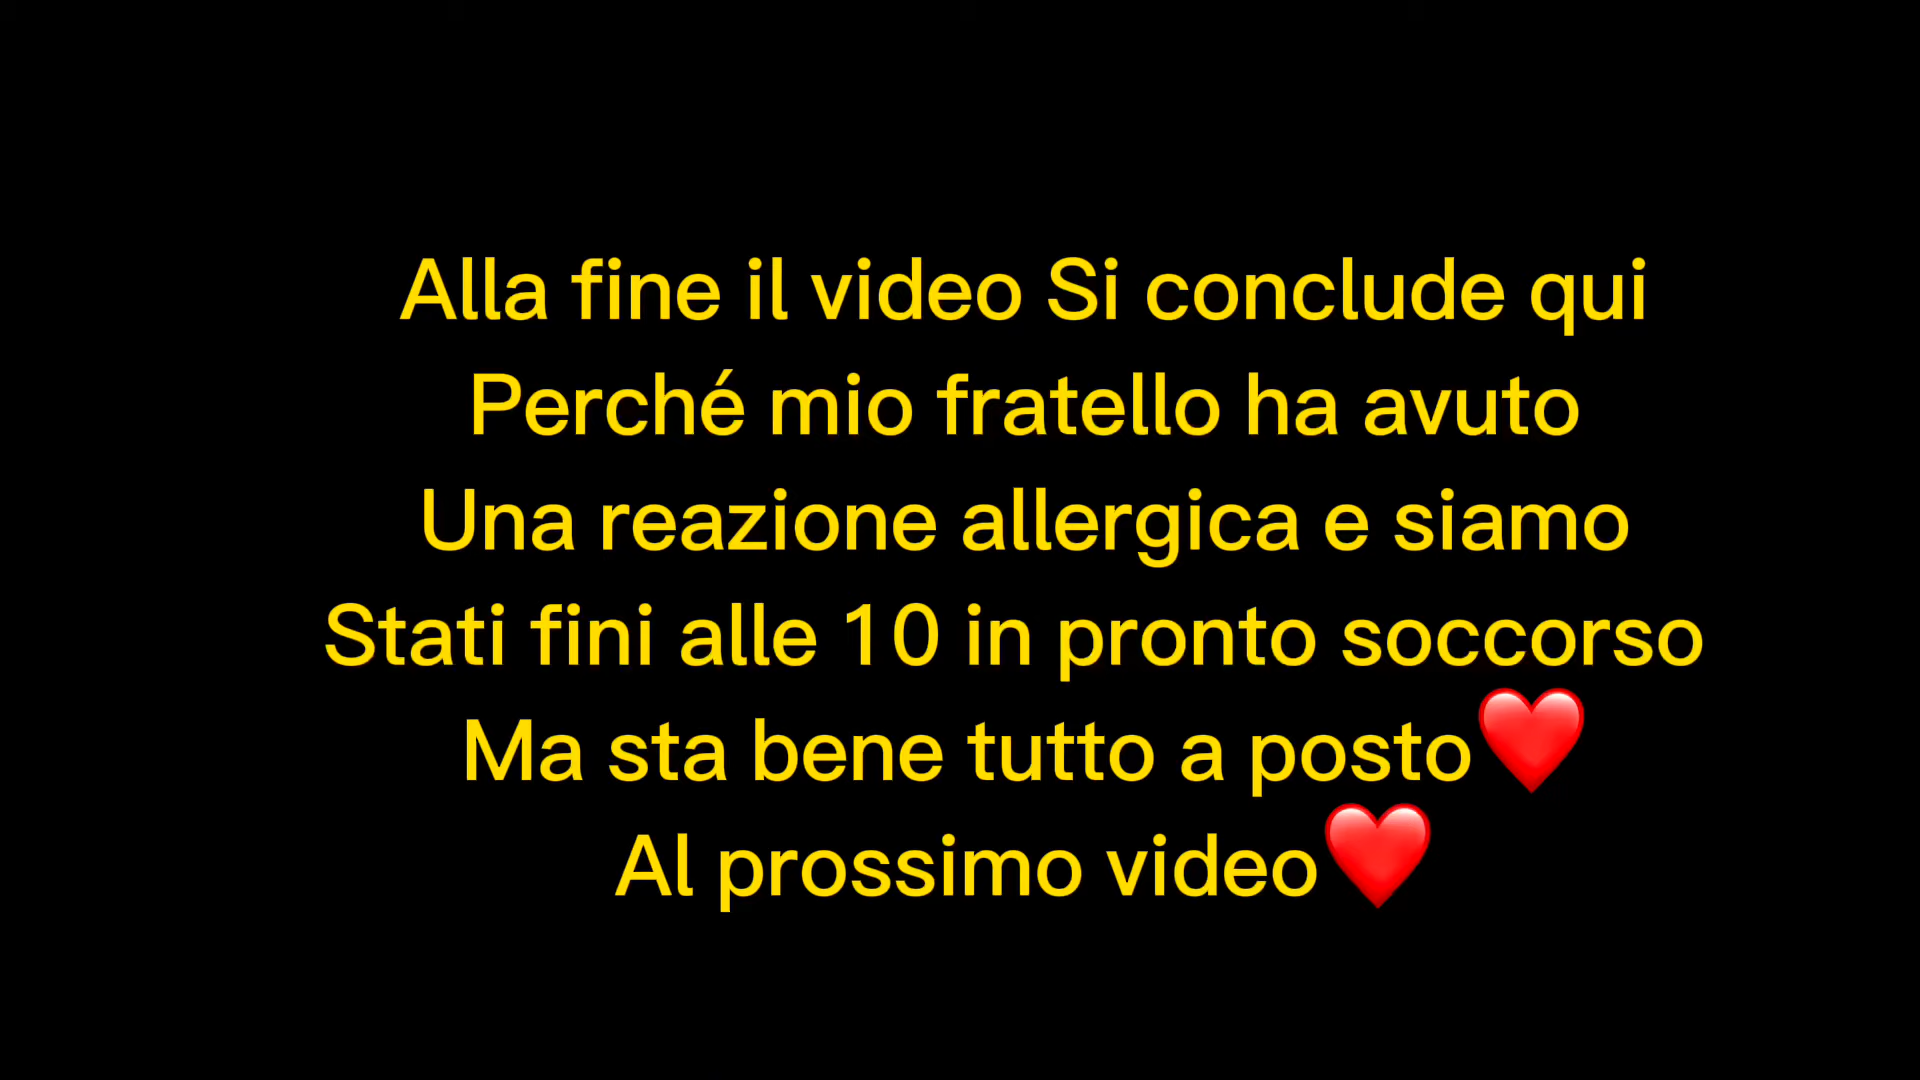 Alla fine il video Si conclude qui
Perché mio fratello ha avuto
Una reazione allergica e siamo
Stati fini alle 10 in pronto soccorso
Ma sta bene tutto a posto❤️
Al prossimo video❤️